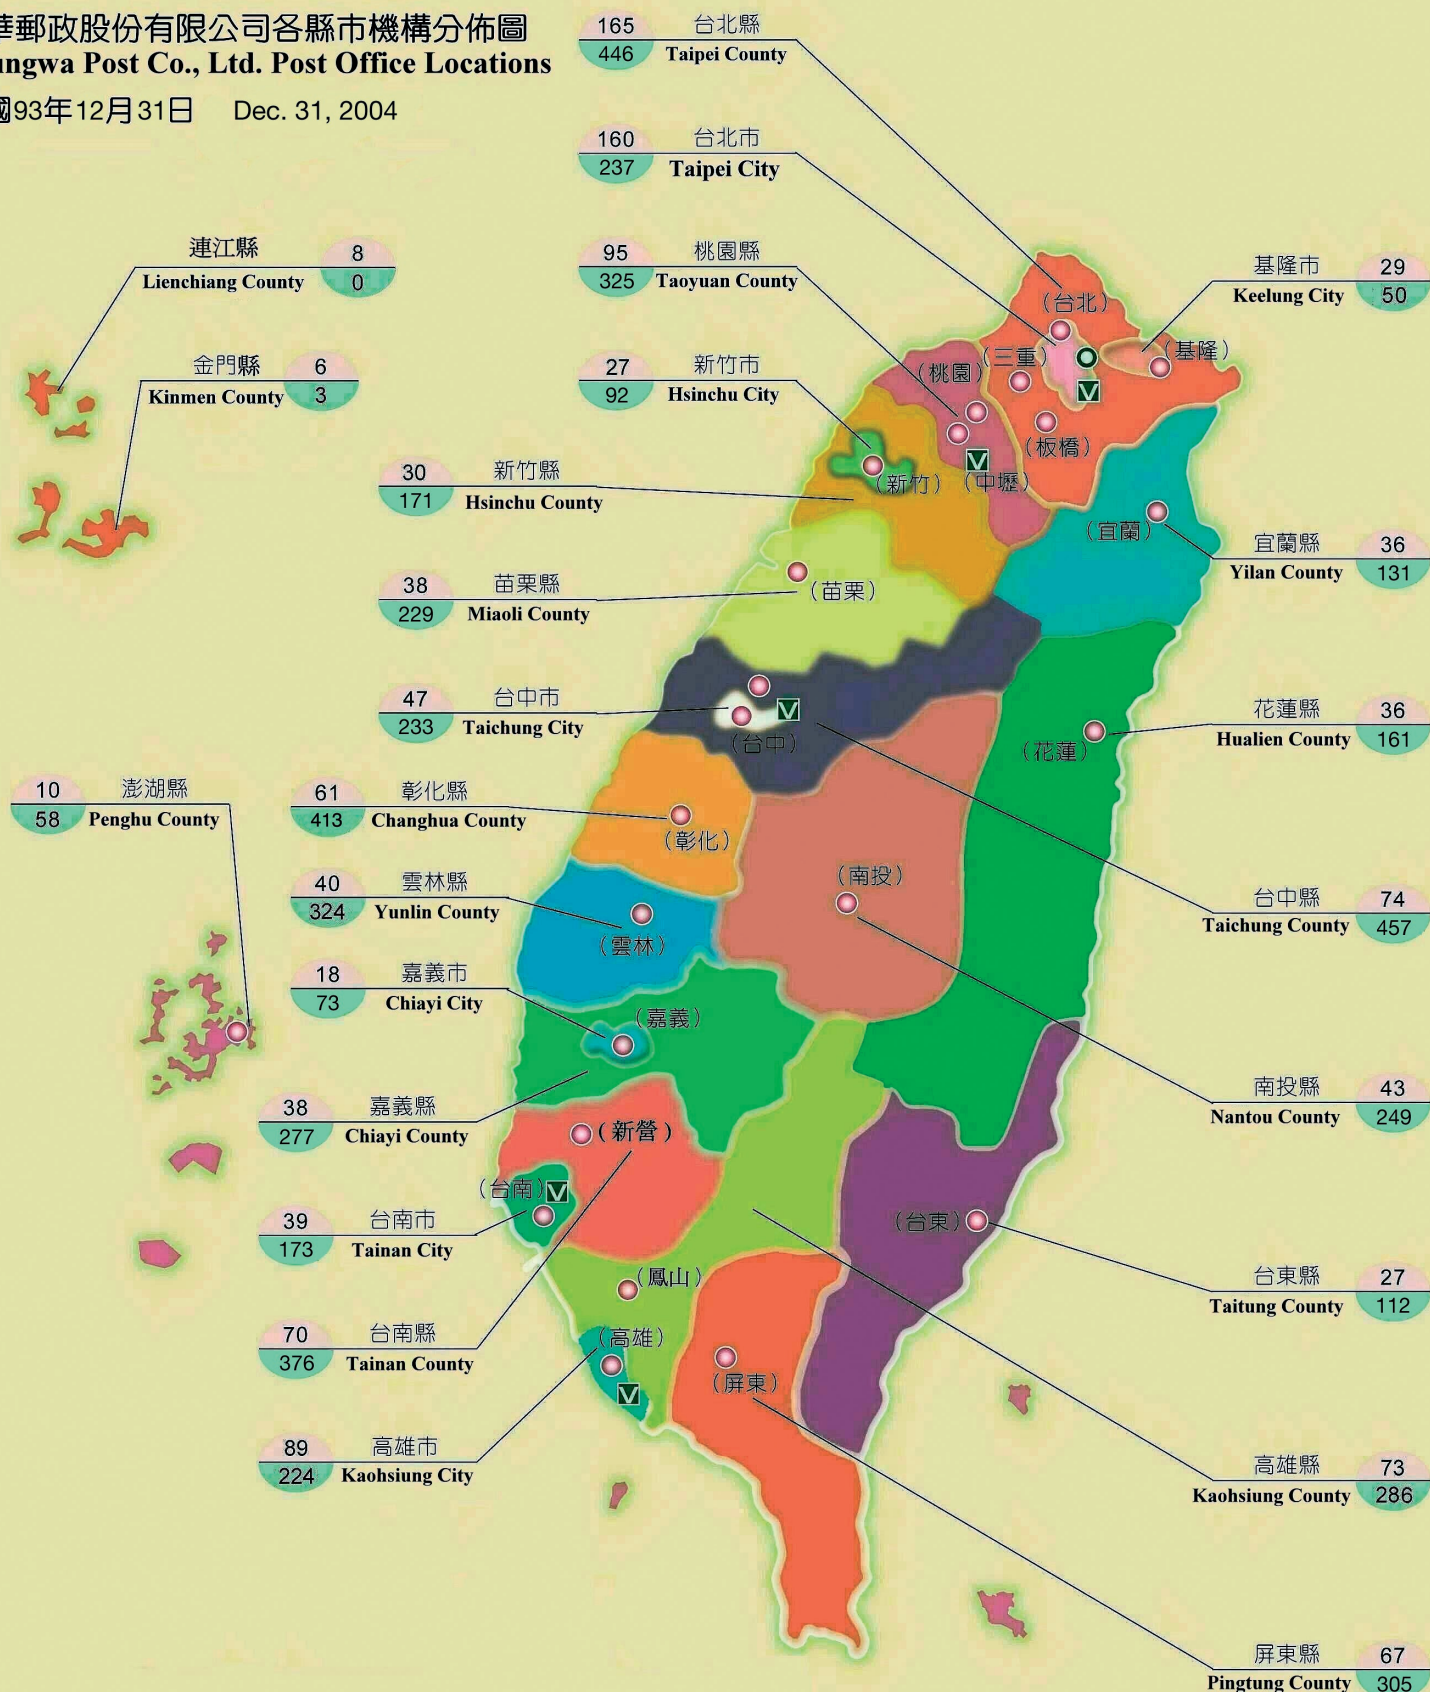 華郵政股份有限公司各縣市機構分佈圖
ungwa Post Co., Ltd. Post Office Locations
國93年12月31日 Dec. 31, 2004
165 台北縣
446 Taipei County
160 台北市
237 Taipei City
連江縣 8
Lienchiang County 0
95 桃園縣
325 Taoyuan County
基隆市 29
Keelung City 50
金門縣 6
Kinmen County 3
27 新竹市
92 Hsinchu City
(台北)
(三重)
(基隆)
(桃園)
(板橋)
V
V
(新竹)
(中壢)
30 新竹縣
171 Hsinchu County
(宜蘭)
宜蘭縣 36
Yilan County 131
38 苗栗縣
229 Miaoli County
(苗栗)
47 台中市
233 Taichung City
V
(台中)
花蓮縣 36
Hualien County 161
(花蓮)
10 澎湖縣
58 Penghu County
61 彰化縣
413 Changhua County
(彰化)
40 雲林縣
324 Yunlin County
(雲林)
(南投)
台中縣 74
Taichung County 457
18 嘉義市
73 Chiayi City
(嘉義)
38 嘉義縣
277 Chiayi County
(新營)
南投縣 43
Nantou County 249
(台南)
V
39 台南市
173 Tainan City
(台東)
台東縣 27
Taitung County 112
(鳳山)
70 台南縣
376 Tainan County
(高雄)
V
(屏東)
89 高雄市
224 Kaohsiung City
高雄縣 73
Kaohsiung County 286
屏東縣 67
Pingtung County 305